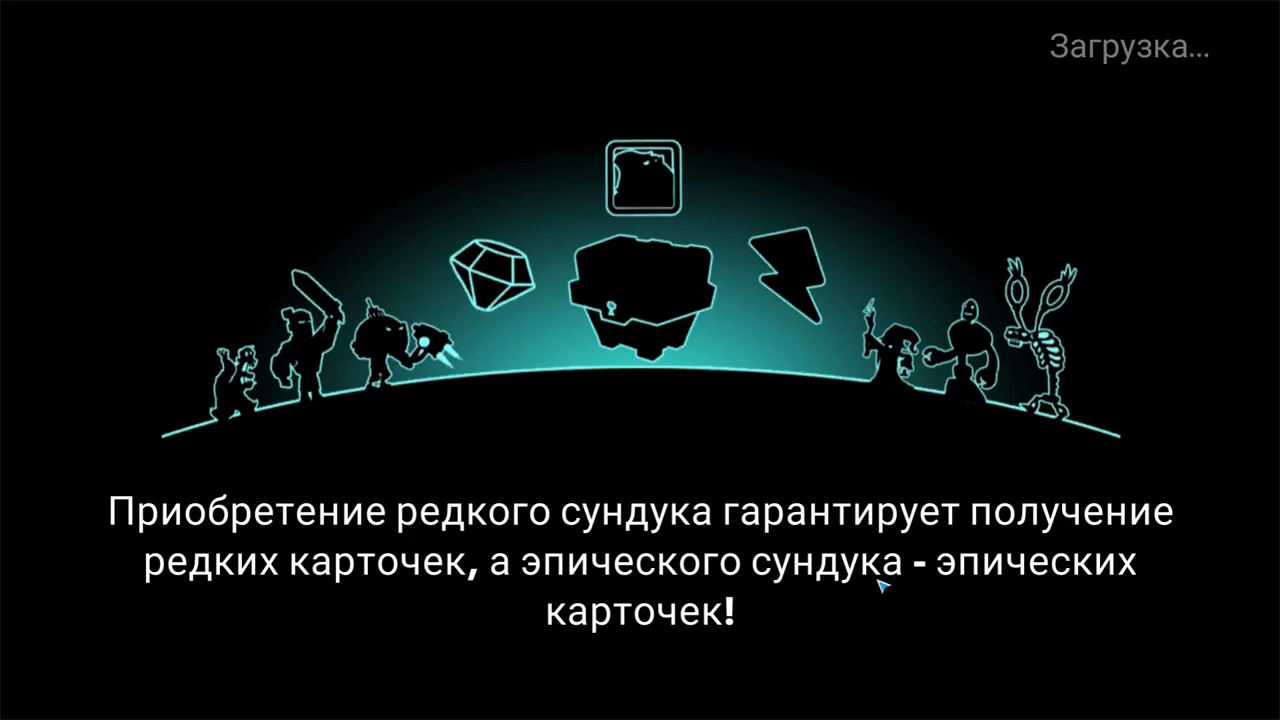 Загрузка...
Приобретение редкого сундука гарантирует получение
редких карточек, а эпического сундука - эпических
карточек!